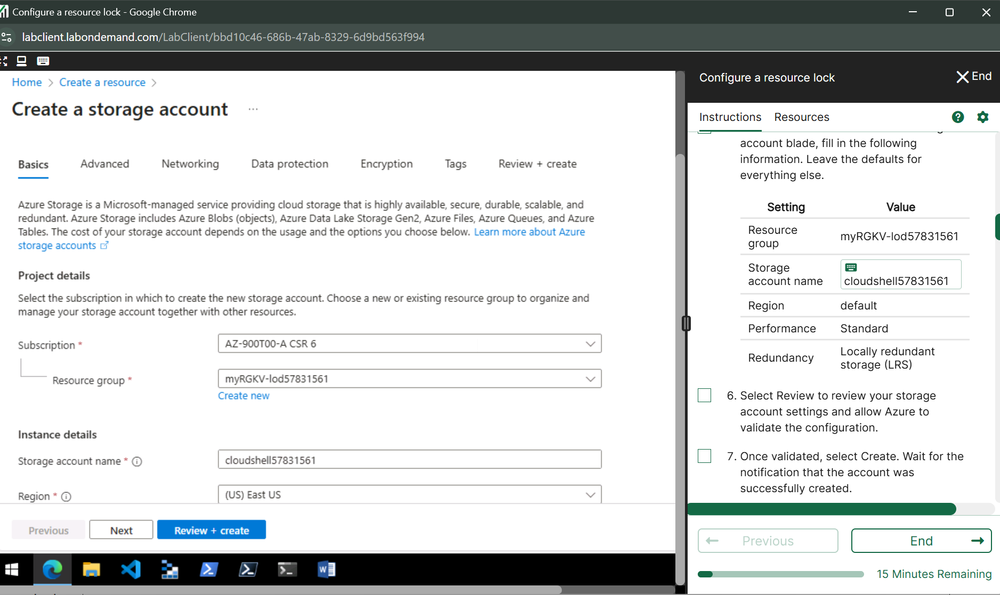 Configure a resource lock - Google Chrome
labclient.labondemand.com/LabClient/bbd10c46-686b-47ab-8329-6d9bd563f994
Home > Create a resource >
Create a storage account ...
Basics Advanced Networking Data protection Encryption Tags Review + create
Azure Storage is a Microsoft-managed service providing cloud storage that is highly available, secure, durable, scalable, and
redundant. Azure Storage includes Azure Blobs (objects), Azure Data Lake Storage Gen2, Azure Files, Azure Queues, and Azure
Tables. The cost of your storage account depends on the usage and the options you choose below. Learn more about Azure
storage accounts
Project details
Select the subscription in which to create the new storage account. Choose a new or existing resource group to organize and
manage your storage account together with other resources.
Subscription *
AZ-900T00-A CSR 6
Resource group *
myRGKV-lod57831561
Create new
Instance details
Storage account name *
cloudshell57831561
Region *
(US) East US
Previous
Next
Review + create
Configure a resource lock
End
Instructions Resources
account blade, fill in the following
information. Leave the defaults for
everything else.
Setting Value
Resource
group
myRGKV-lod57831561
Storage
account name
cloudshell57831561
Region default
Performance Standard
Redundancy
Locally redundant
storage (LRS)
6. Select Review to review your storage
account settings and allow Azure to
validate the configuration.
7. Once validated, select Create. Wait for the
notification that the account was
successfully created.
Previous
End
15 Minutes Remaining